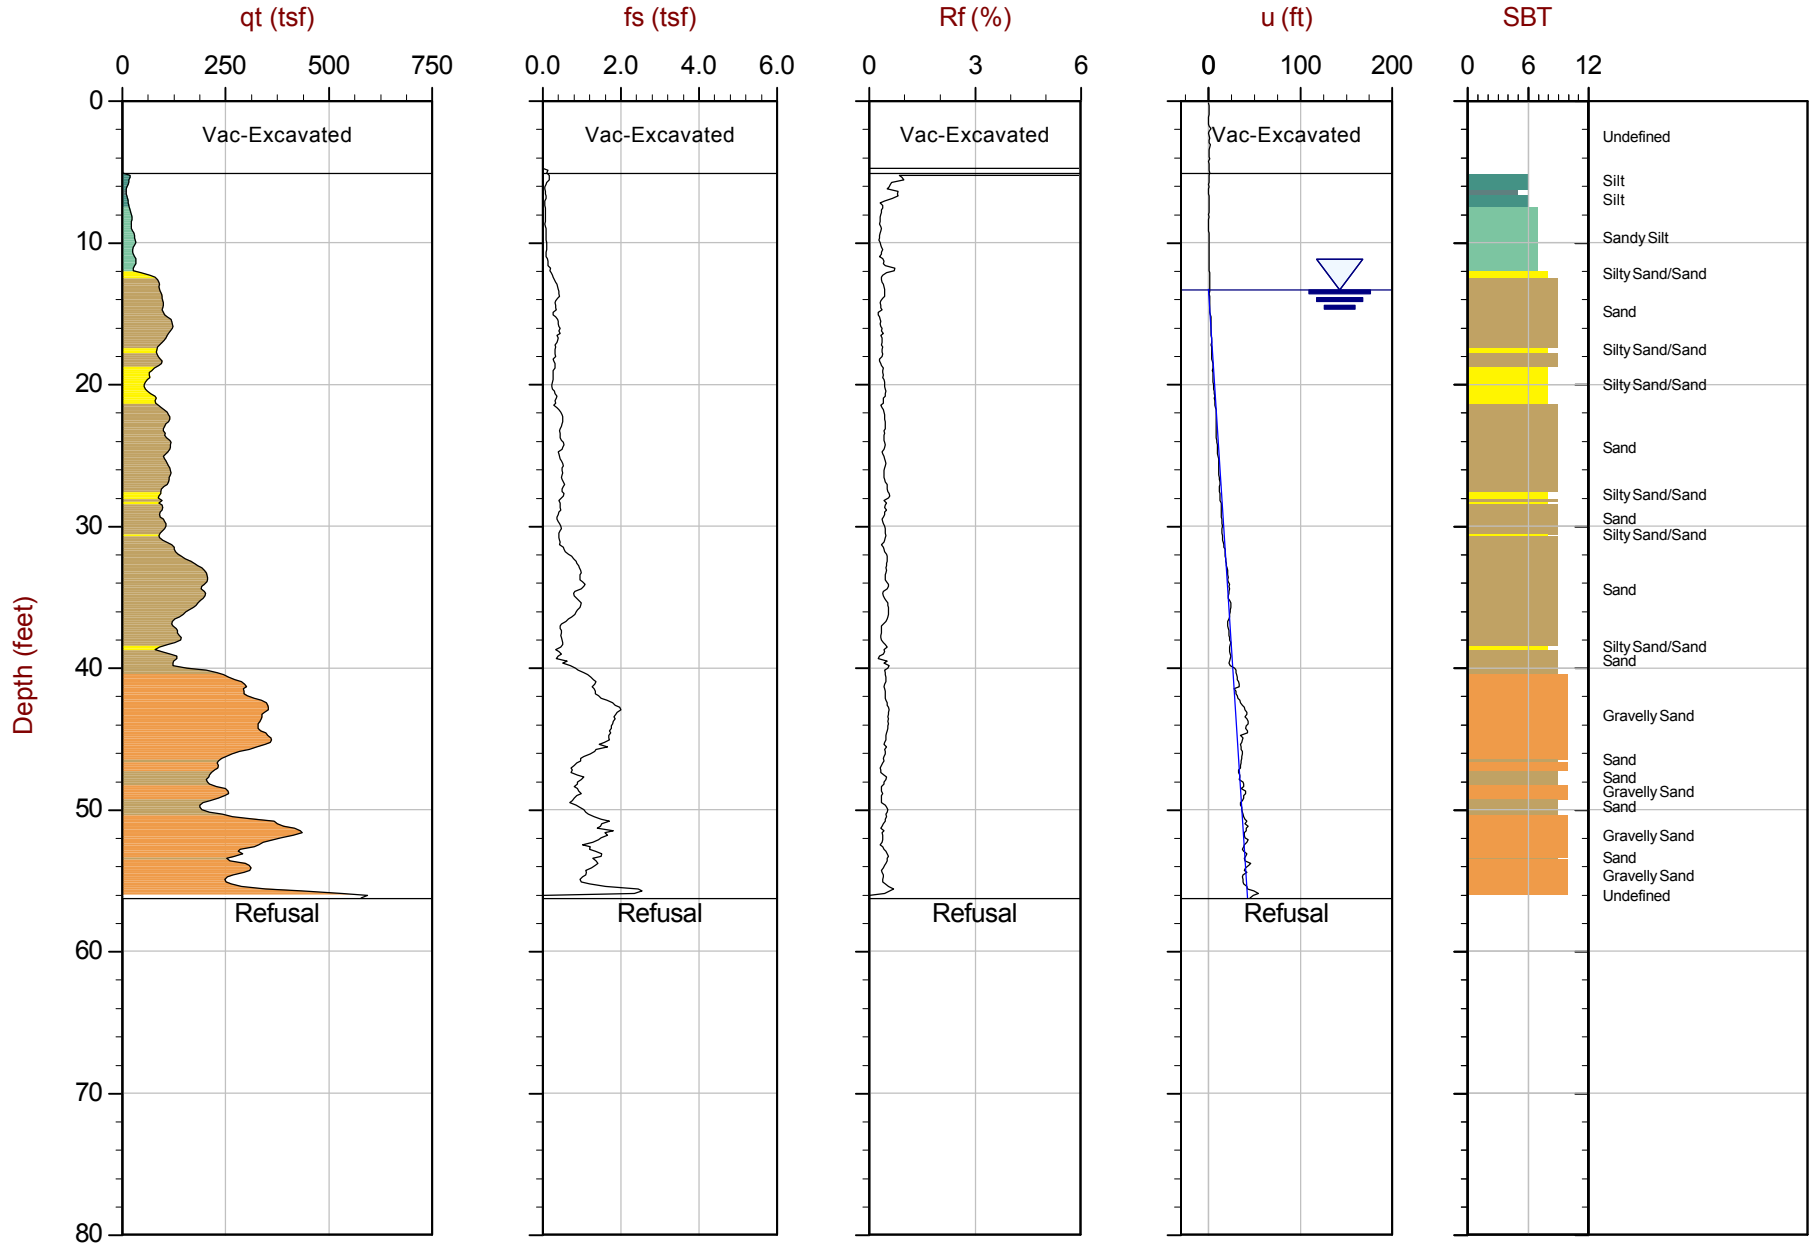 qt (tsf)
fs (tsf)
Rf (%)
u (ft)
SBT
0 250 500 750
0.0 2.0 4.0 6.0
0 3 6
0 100 200
0 6 12
Depth (feet)
0
10
20
30
40
50
60
70
80
Vac-Excavated
Vac-Excavated
Vac-Excavated
Vac-Excavated
Refusal
Refusal
Refusal
Refusal
Undefined
Silt
Silt
Sandy Silt
Silty Sand/Sand
Sand
Silty Sand/Sand
Silty Sand/Sand
Sand
Silty Sand/Sand
Sand
Silty Sand/Sand
Sand
Silty Sand/Sand
Sand
Gravelly Sand
Sand
Sand
Gravelly Sand
Sand
Gravelly Sand
Sand
Gravelly Sand
Undefined